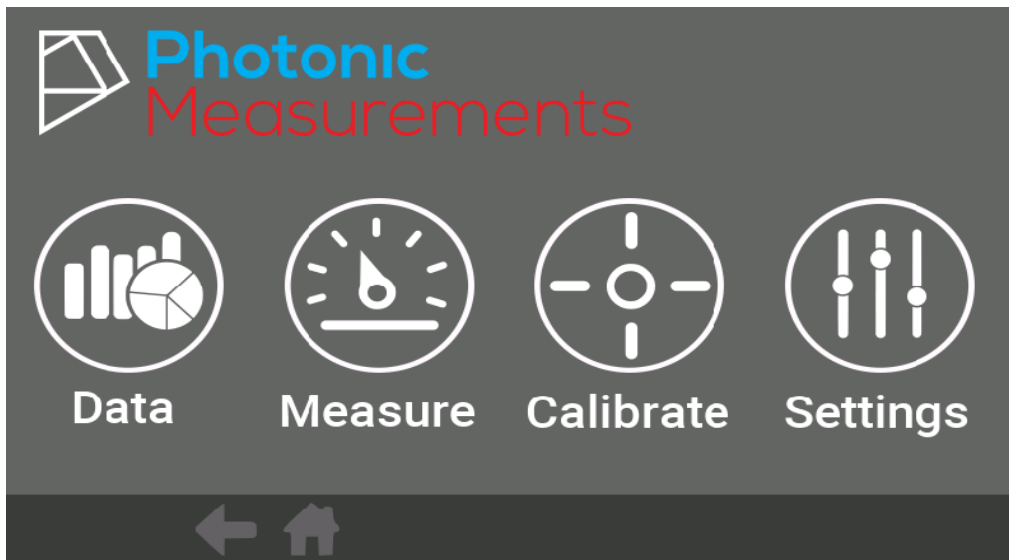 Photonic
Measurements
Data
Measure
Calibrate
Settings